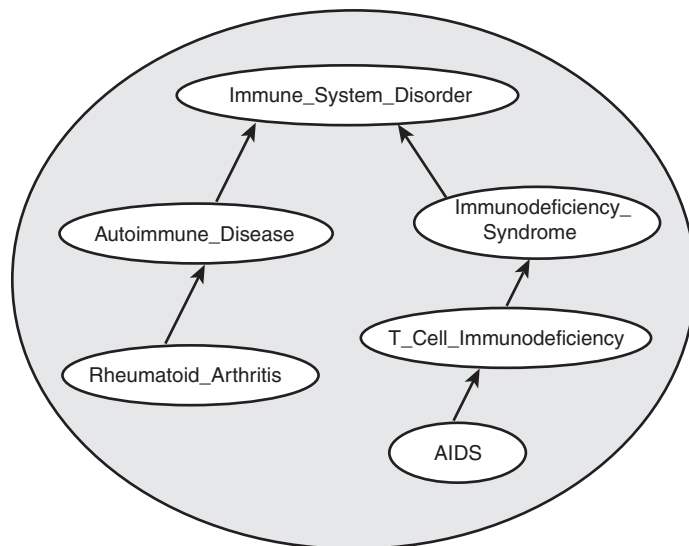 Immune_System_Disorder
Autoimmune_Disease
Immunodeficiency_
Syndrome
Rheumatoid_Arthritis
T_Cell_Immunodeficiency
AIDS